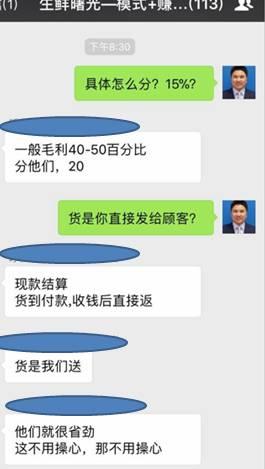 (1) 生鲜曙光—模式+赚...(113)
下午8:30
具体怎么分？15%?
一般毛利40-50百分比
分他们，20
货是你直接发给顾客?
现款结算
货到付款,收钱后直接返
货是我们送
他们就很省劲
这不用操心，那不用操心